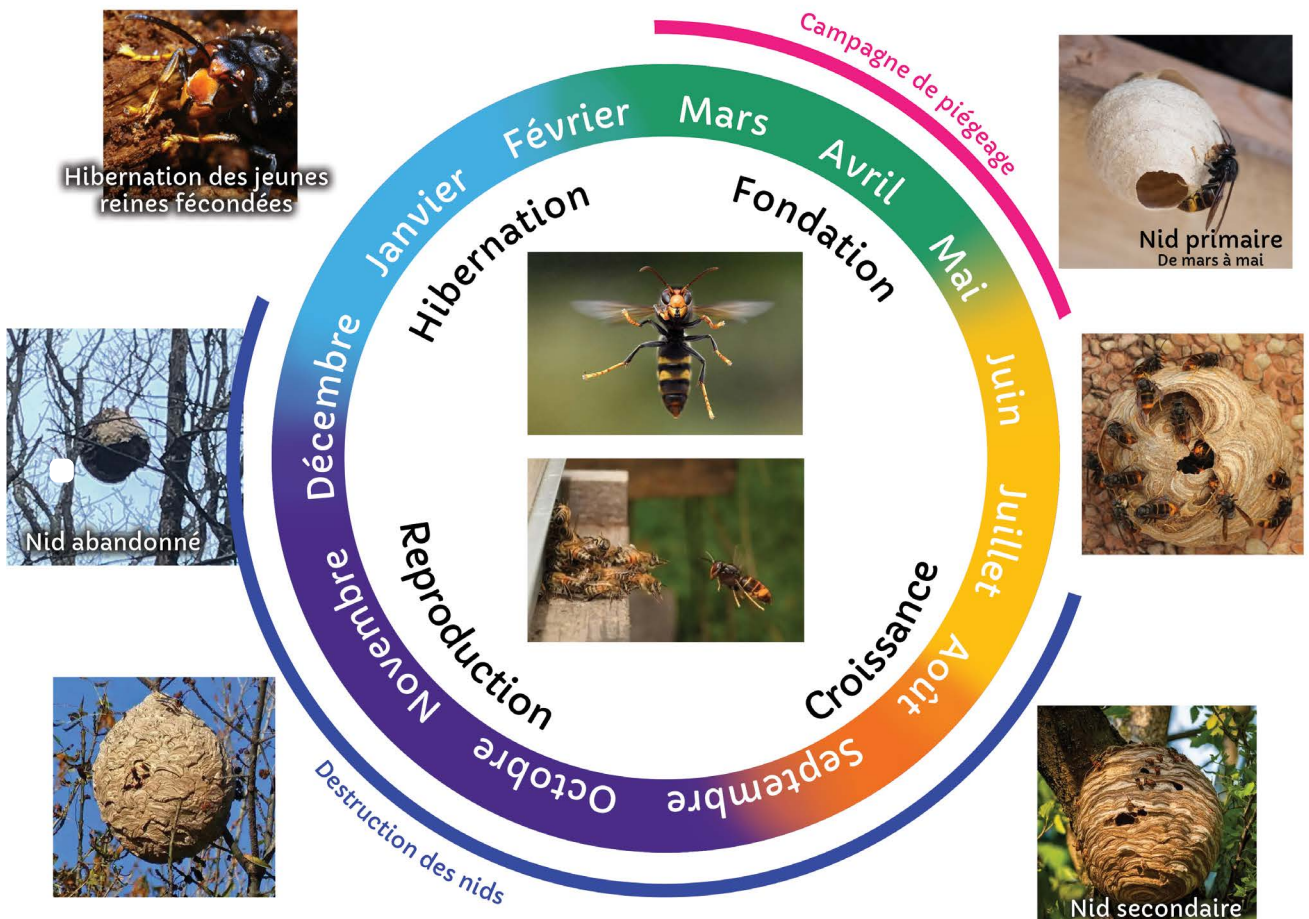 Campagne de piégeage
Hibernation des jeunes
reines fécondées
Nid primaire
De mars à mai
Janvier
Février
Mars
Avril
Mai
Juin
Juillet
Août
Septembre
Octobre
Novembre
Décembre
Hibernation
Fondation
Croissance
Reproduction
Nid abandonné
Destruction des nids
Nid secondaire